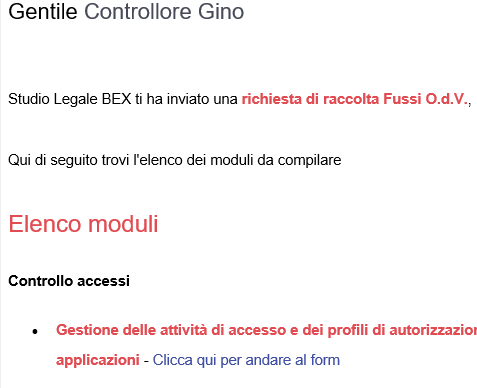 Gentile Controllore Gino
Studio Legale BEX ti ha inviato una richiesta di raccolta Fussi O.d.V.,
Qui di seguito trovi l'elenco dei moduli da compilare
Elenco moduli
Controllo accessi
• Gestione delle attività di accesso e dei profili di autorizzazion
applicazioni - Clicca qui per andare al form